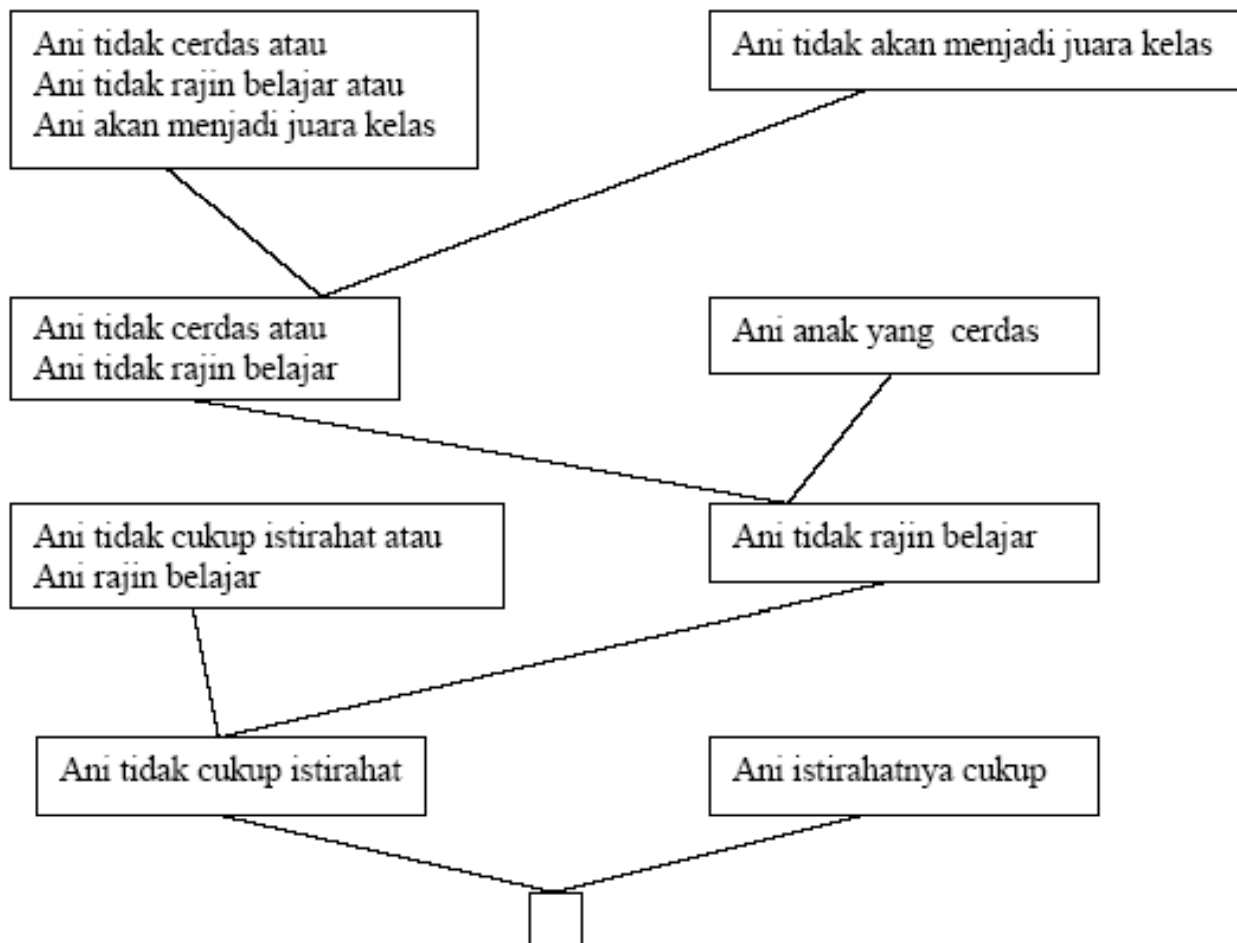 Ani tidak cerdas atau
Ani tidak rajin belajar atau
Ani akan menjadi juara kelas
Ani tidak akan menjadi juara kelas
Ani tidak cerdas atau
Ani tidak rajin belajar
Ani anak yang cerdas
Ani tidak cukup istirahat atau
Ani rajin belajar
Ani tidak rajin belajar
Ani tidak cukup istirahat
Ani istirahatnya cukup